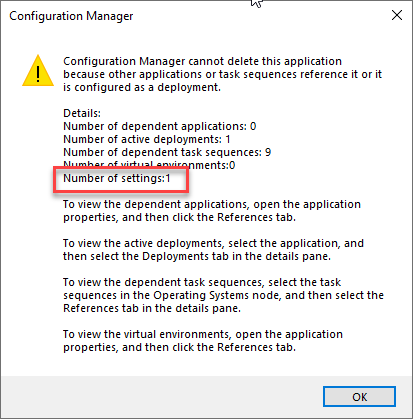 Configuration Manager
Configuration Manager cannot delete this application
because other applications or task sequences reference it or it
is configured as a deployment.
Details:
Number of dependent applications: 0
Number of active deployments: 1
Number of dependent task sequences: 9
Number of virtual environments:0
Number of settings:1
To view the dependent applications, open the application
properties, and then click the References tab.
To view the active deployments, select the application, and
then select the Deployments tab in the details pane.
To view the dependent task sequences, select the task
sequences in the Operating Systems node, and then select the
References tab in the details pane.
To view the virtual environments, open the application
properties, and then click the References tab.
OK